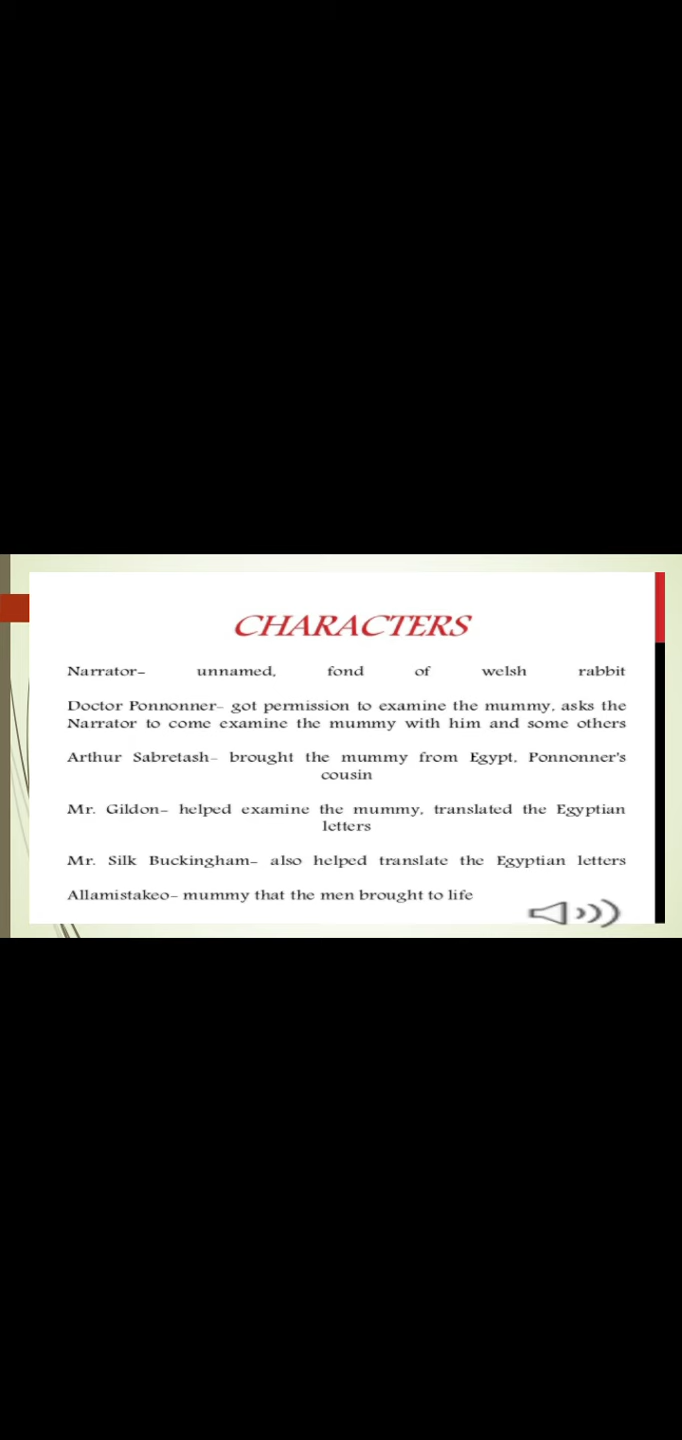 CHARACTERS
Narrator- unnamed, fond of welsh rabbit
Doctor Ponnonner- got permission to examine the mummy, asks the
Narrator to come examine the mummy with him and some others
Arthur Sabretash- brought the mummy from Egypt, Ponnonner's
cousin
Mr. Gildon- helped examine the mummy, translated the Egyptian
letters
Mr. Silk Buckingham- also helped translate the Egyptian letters
Allamistakeo- mummy that the men brought to life